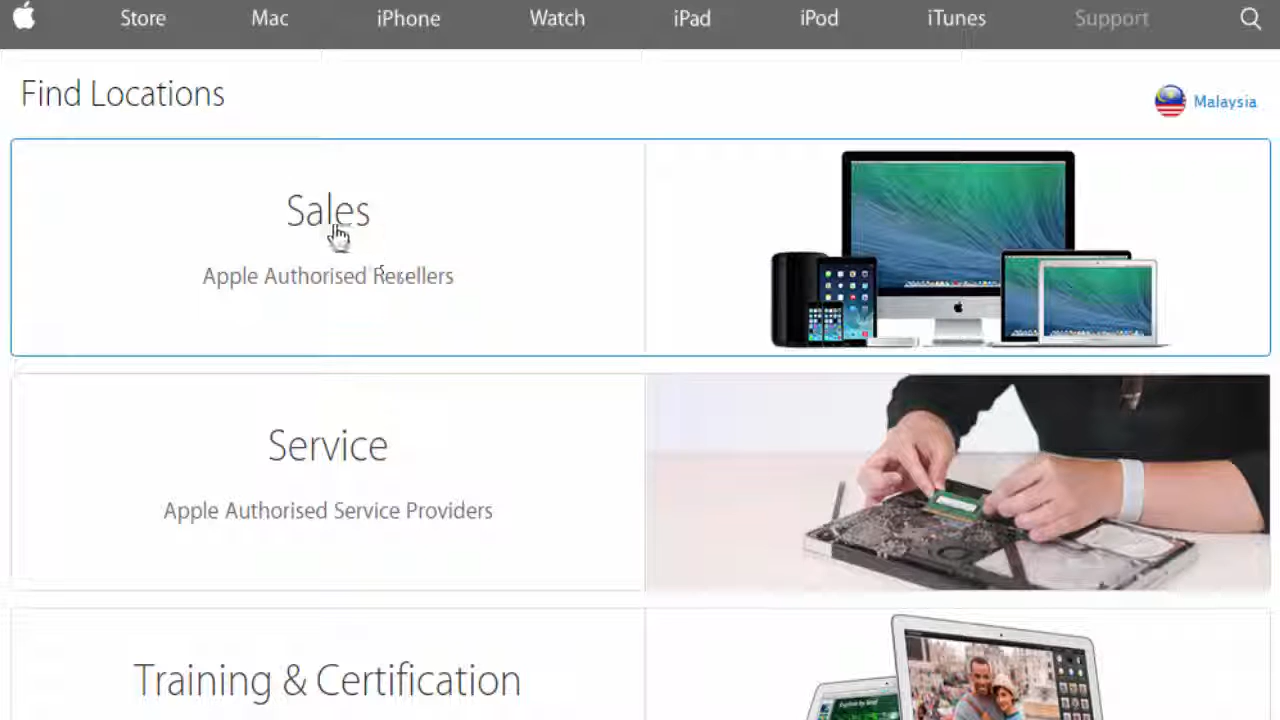 Store Mac iPhone Watch iPad iPod iTunes Support
Find Locations
Malaysia
Sales
Apple Authorised Resellers
Service
Apple Authorised Service Providers
Training & Certification